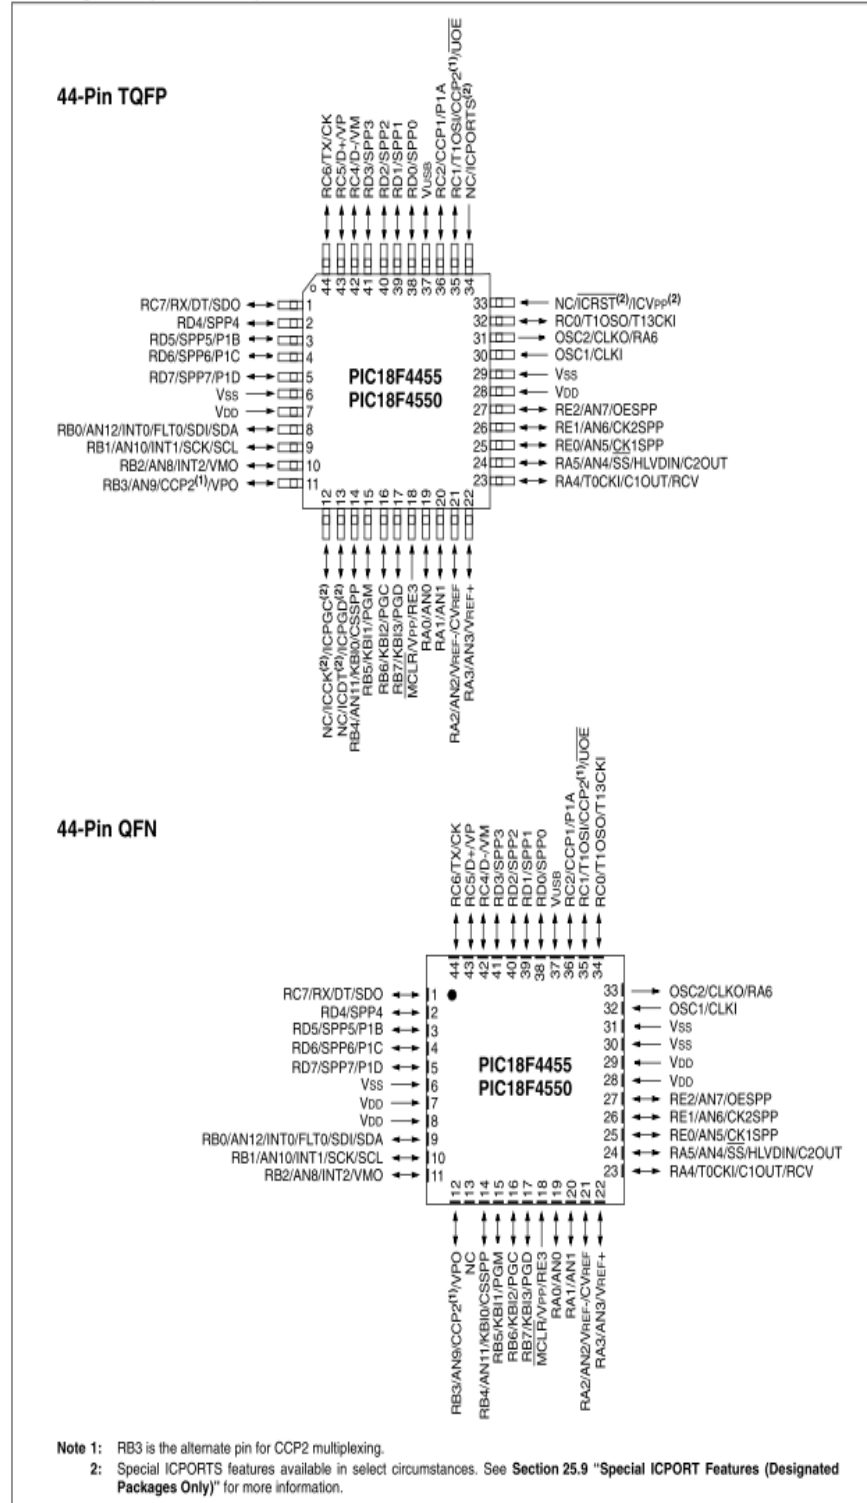 44-Pin TQFP
RC6/TX/CK
RC5/D+/VP
RC4/D-/VM
RD3/SPP3
RD2/SPP2
RD1/SPP1
RD0/SPP0
VUSB
RC2/CCP1/P1A
RC1/T1OSI/CCP2(1)/UOE
NC/ICPORTS(2)
44 43 42 41 40 39 38 37 36 35 34
RC7/RX/DT/SDO 1
RD4/SPP4 2
RD5/SPP5/P1B 3
RD6/SPP6/P1C 4
RD7/SPP7/P1D 5
VSS 6
VDD 7
RB0/AN12/INT0/FLT0/SDI/SDA 8
RB1/AN10/INT1/SCK/SCL 9
RB2/AN8/INT2/VMO 10
RB3/AN9/CCP2(1)/VPO 11
PIC18F4455
PIC18F4550
33 NC/ICRST(2)/ICVPP(2)
32 RC0/T1OSO/T13CKI
31 OSC2/CLKO/RA6
30 OSC1/CLKI
29 VSS
28 VDD
27 RE2/AN7/OESPP
26 RE1/AN6/CK2SPP
25 RE0/AN5/CK1SPP
24 RA5/AN4/SS/HLVDIN/C2OUT
23 RA4/T0CKI/C1OUT/RCV
12 13 14 15 16 17 18 19 20 21 22
NC/ICCK(2)/ICPGC(2)
NC/ICDT(2)/ICPGD(2)
RB4/AN11/KBI0/CSSPP
RB5/KBI1/PGM
RB6/KBI2/PGC
RB7/KBI3/PGD
MCLR/VPP/RE3
RA0/AN0
RA1/AN1
RA2/AN2/VREF-/CVREF
RA3/AN3/VREF+
44-Pin QFN
RC6/TX/CK
RC5/D+/VP
RC4/D-/VM
RD3/SPP3
RD2/SPP2
RD1/SPP1
RD0/SPP0
VUSB
RC2/CCP1/P1A
RC1/T1OSI/CCP2(1)/UOE
RC0/T1OSO/T13CKI
44 43 42 41 40 39 38 37 36 35 34
RC7/RX/DT/SDO 1
RD4/SPP4 2
RD5/SPP5/P1B 3
RD6/SPP6/P1C 4
RD7/SPP7/P1D 5
VSS 6
VDD 7
VDD 8
RB0/AN12/INT0/FLT0/SDI/SDA 9
RB1/AN10/INT1/SCK/SCL 10
RB2/AN8/INT2/VMO 11
PIC18F4455
PIC18F4550
33 OSC2/CLKO/RA6
32 OSC1/CLKI
31 VSS
30 VSS
29 VDD
28 VDD
27 RE2/AN7/OESPP
26 RE1/AN6/CK2SPP
25 RE0/AN5/CK1SPP
24 RA5/AN4/SS/HLVDIN/C2OUT
23 RA4/T0CKI/C1OUT/RCV
12 13 14 15 16 17 18 19 20 21 22
RB3/AN9/CCP2(1)/VPO
NC
RB4/AN11/KBI0/CSSPP
RB5/KBI1/PGM
RB6/KBI2/PGC
RB7/KBI3/PGD
MCLR/VPP/RE3
RA0/AN0
RA1/AN1
RA2/AN2/VREF-/CVREF
RA3/AN3/VREF+
Note 1: RB3 is the alternate pin for CCP2 multiplexing.
2: Special ICPORTS features available in select circumstances. See Section 25.9 “Special ICPORT Features (Designated
Packages Only)” for more information.